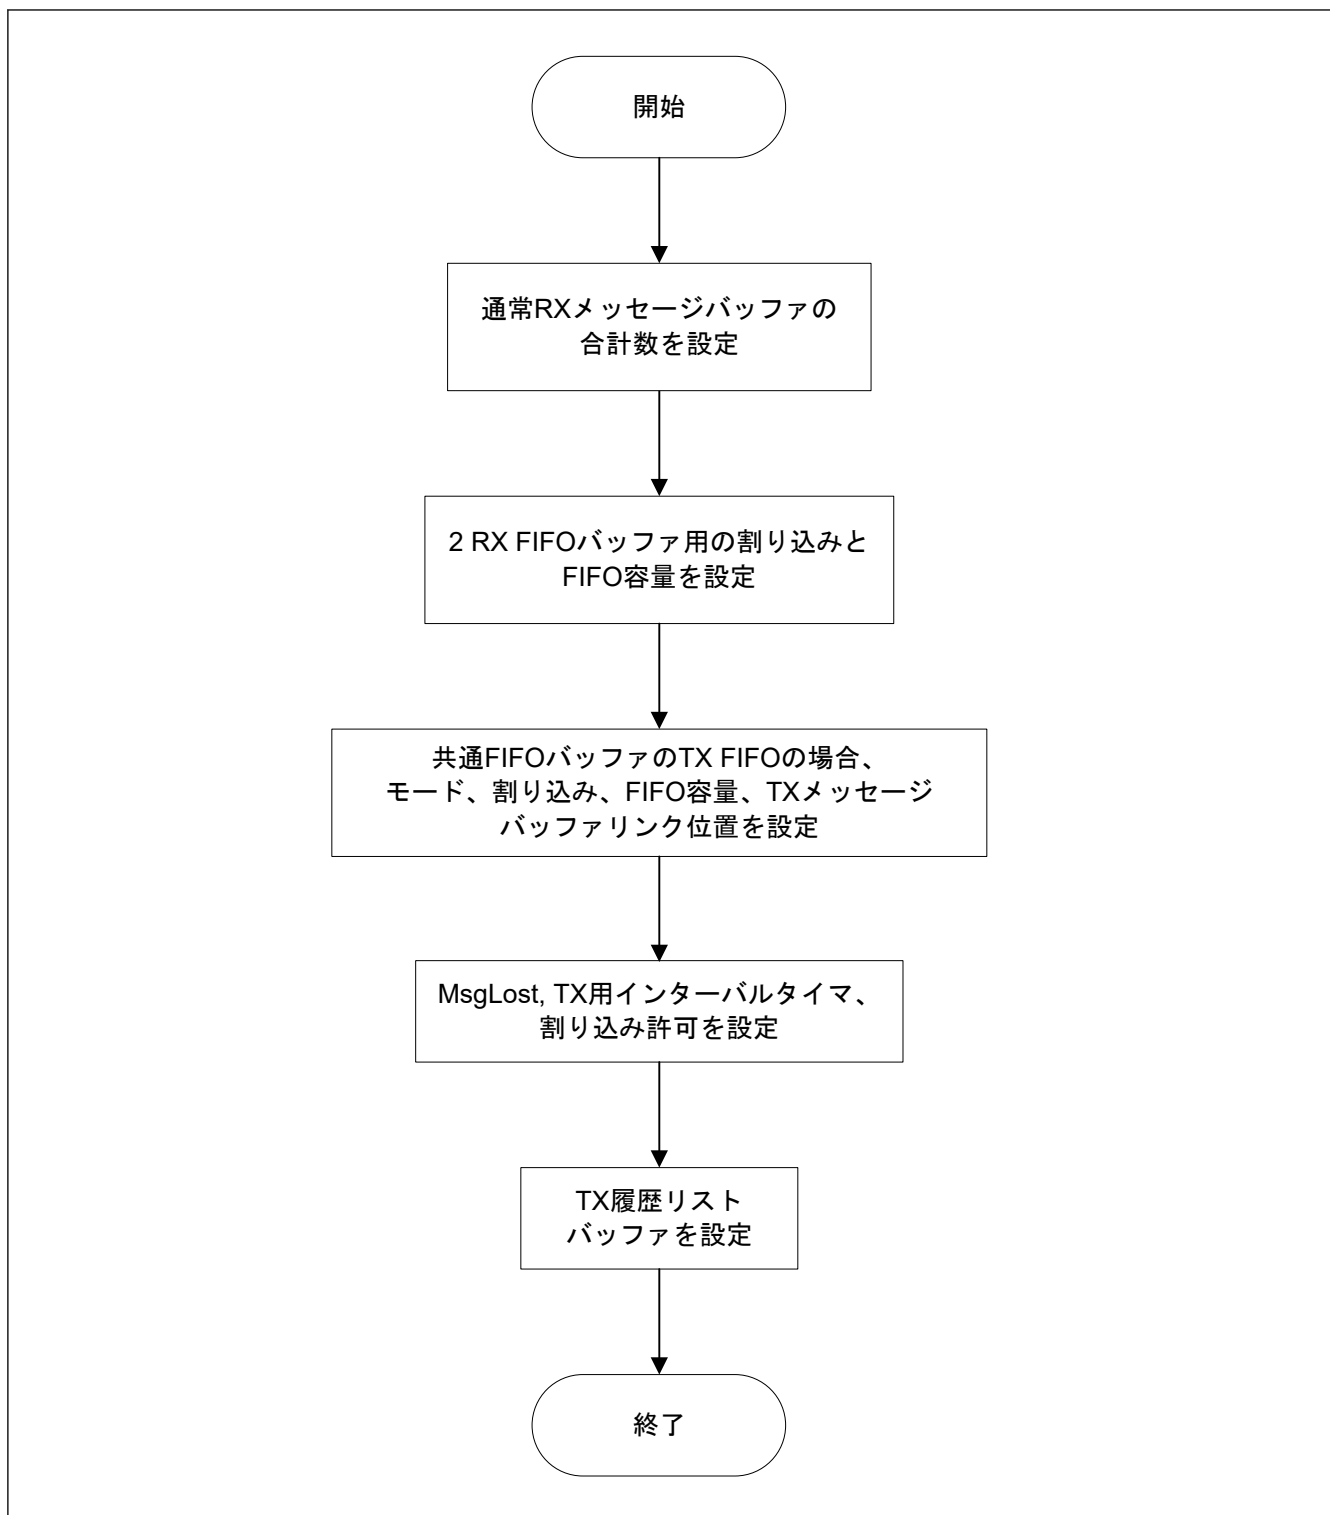 開始
通常RXメッセージバッファの
合計数を設定
2 RX FIFOバッファ用の割り込みと
FIFO容量を設定
共通FIFOバッファのTX FIFOの場合、
モード、割り込み、FIFO容量、TXメッセージ
バッファリンク位置を設定
MsgLost, TX用インターバルタイマ、
割り込み許可を設定
TX履歴リスト
バッファを設定
終了